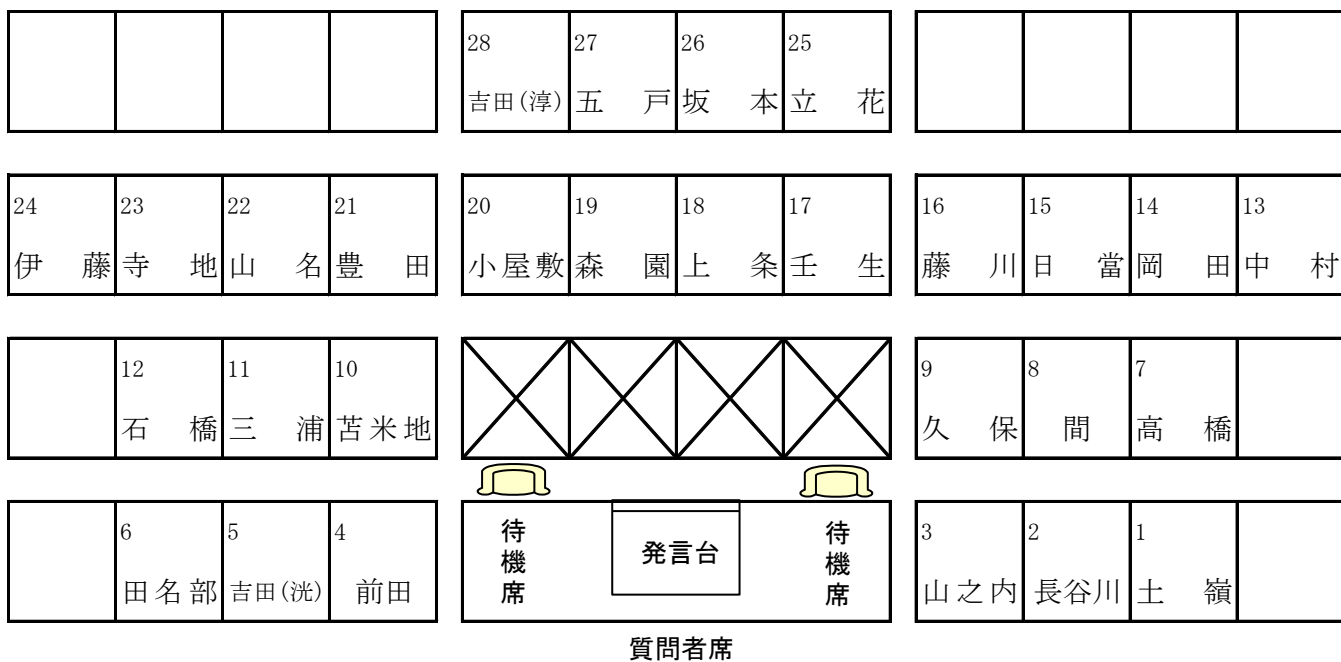 28 27 26 25
吉田(淳) 五戸 坂本 立花
24 23 22 21 20 19 18 17 16 15 14 13
伊藤 寺地 山名 豊田 小屋敷 森園 上条 壬生 藤川 日當 岡田 中村
12 11 10 9 8 7
石橋 三浦 苫米地 久保 間 高橋
6 5 4 3 2 1
田名部 吉田(洸) 前田 山之内 長谷川 土嶺
待機席
発言台
待機席
質問者席